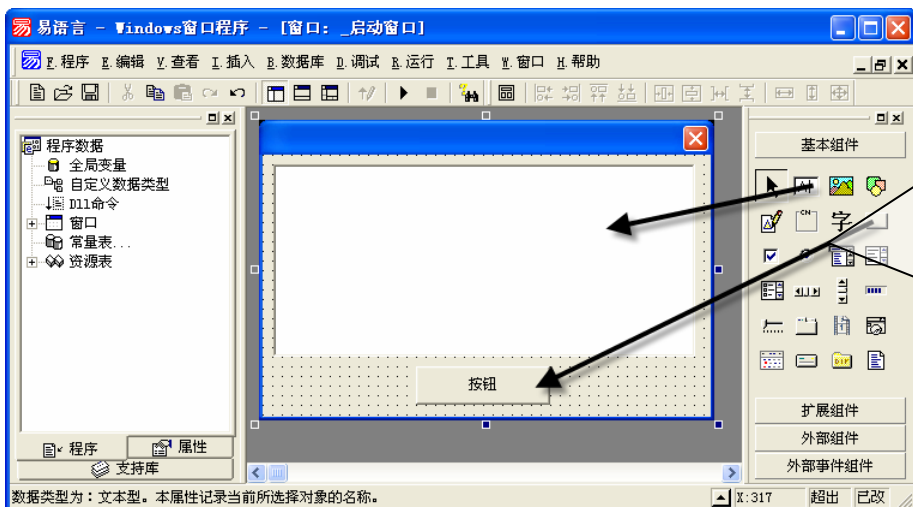 易语言 - Windows窗口程序 - [窗口: _启动窗口]
F.程序 E.编辑 V.查看 I.插入 B.数据库 D.调试 R.运行 T.工具 W.窗口 H.帮助
程序数据
全局变量
自定义数据类型
Dll命令
窗口
常量表...
资源表
程序
属性
支持库
按钮
基本组件
字
扩展组件
外部组件
外部事件组件
数据类型为：文本型。本属性记录当前所选择对象的名称。
X:317
超出
已改